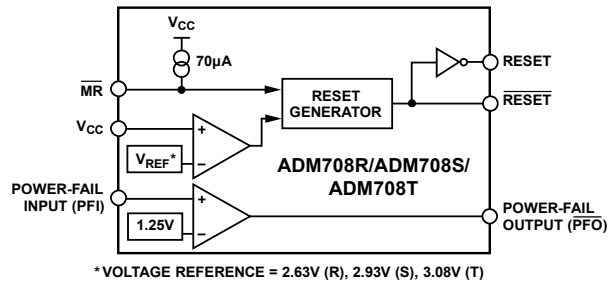 VCC
70µA
MR
VCC
VREF*
POWER-FAIL
INPUT (PFI)
1.25V
+
−
+
−
RESET
GENERATOR
ADM708R/ADM708S/
ADM708T
RESET
RESET
POWER-FAIL
OUTPUT (PFO)
*VOLTAGE REFERENCE = 2.63V (R), 2.93V (S), 3.08V (T)